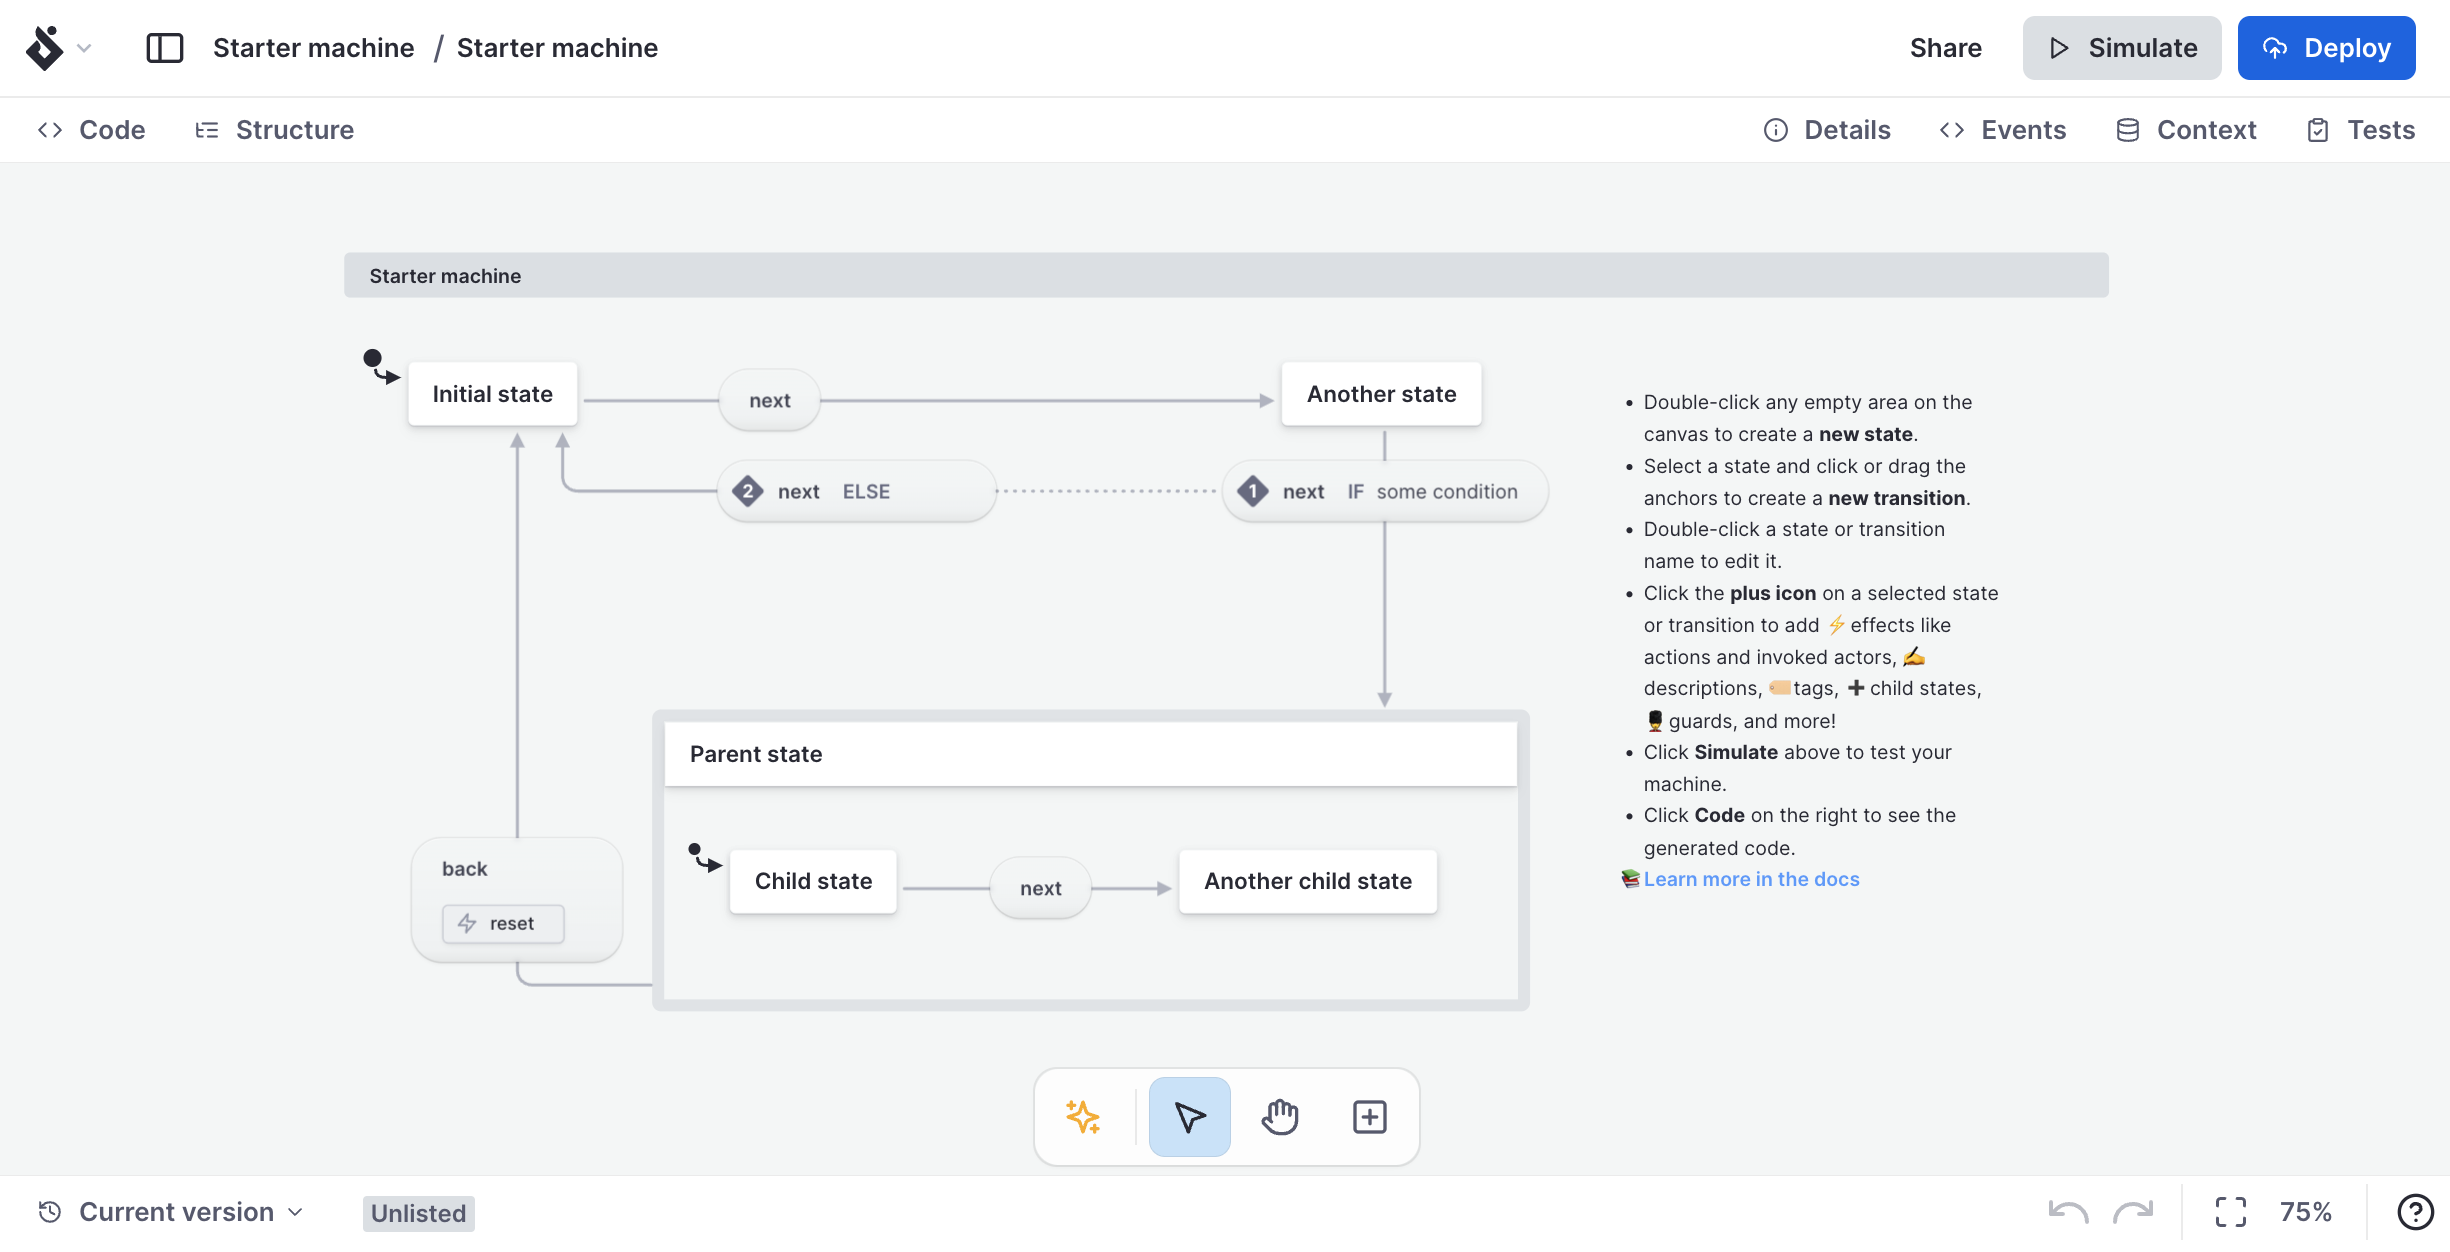 Starter machine / Starter machine
Share
Simulate
Deploy
Code
Structure
Details
Events
Context
Tests
Starter machine
Initial state
next
Another state
2 next ELSE
1 next IF some condition
Parent state
Child state
next
Another child state
back
reset
• Double-click any empty area on the
canvas to create a new state.
• Select a state and click or drag the
anchors to create a new transition.
• Double-click a state or transition
name to edit it.
• Click the plus icon on a selected state
or transition to add ⚡ effects like
actions and invoked actors, ✍️
descriptions, 🏷️ tags, ➕ child states,
💂 guards, and more!
• Click Simulate above to test your
machine.
• Click Code on the right to see the
generated code.
📚 Learn more in the docs
Current version
Unlisted
75%